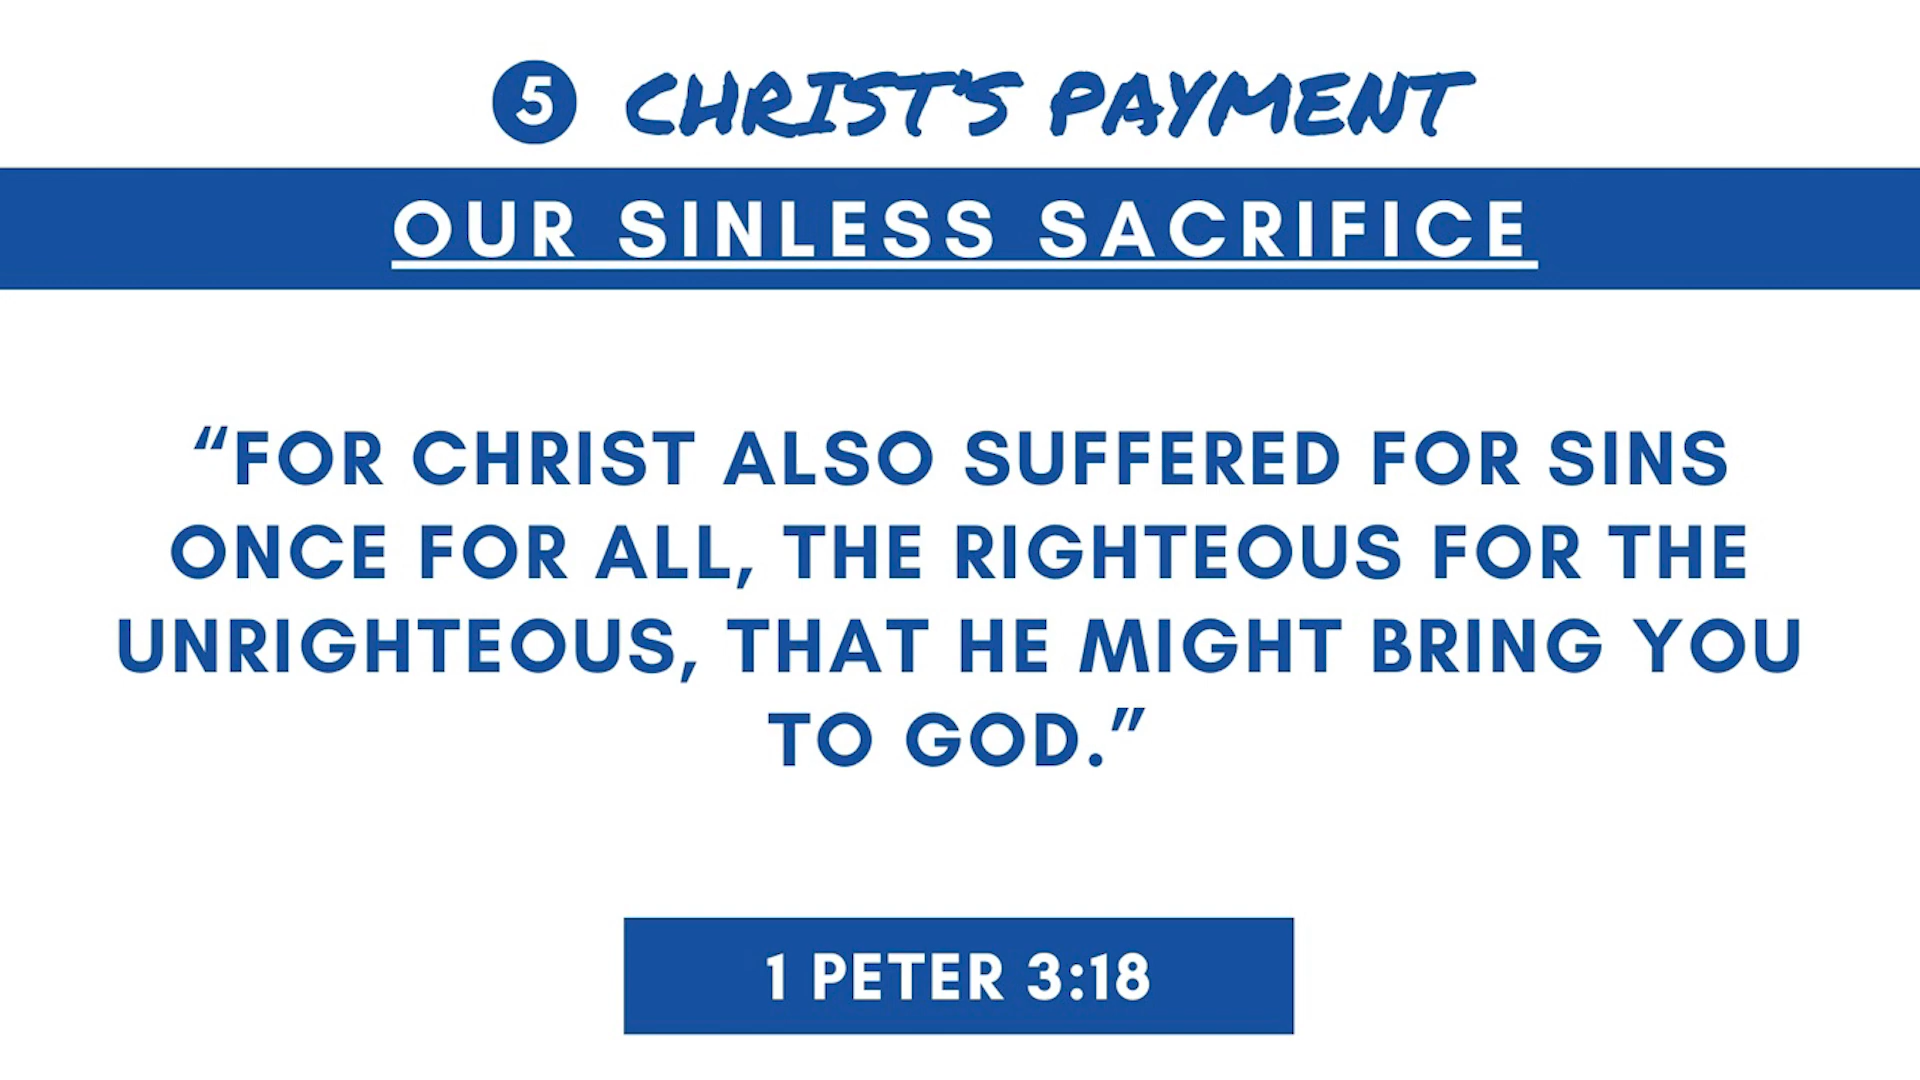 5 CHRIST'S PAYMENT
OUR SINLESS SACRIFICE
“FOR CHRIST ALSO SUFFERED FOR SINS
ONCE FOR ALL, THE RIGHTEOUS FOR THE
UNRIGHTEOUS, THAT HE MIGHT BRING YOU
TO GOD.”
1 PETER 3:18